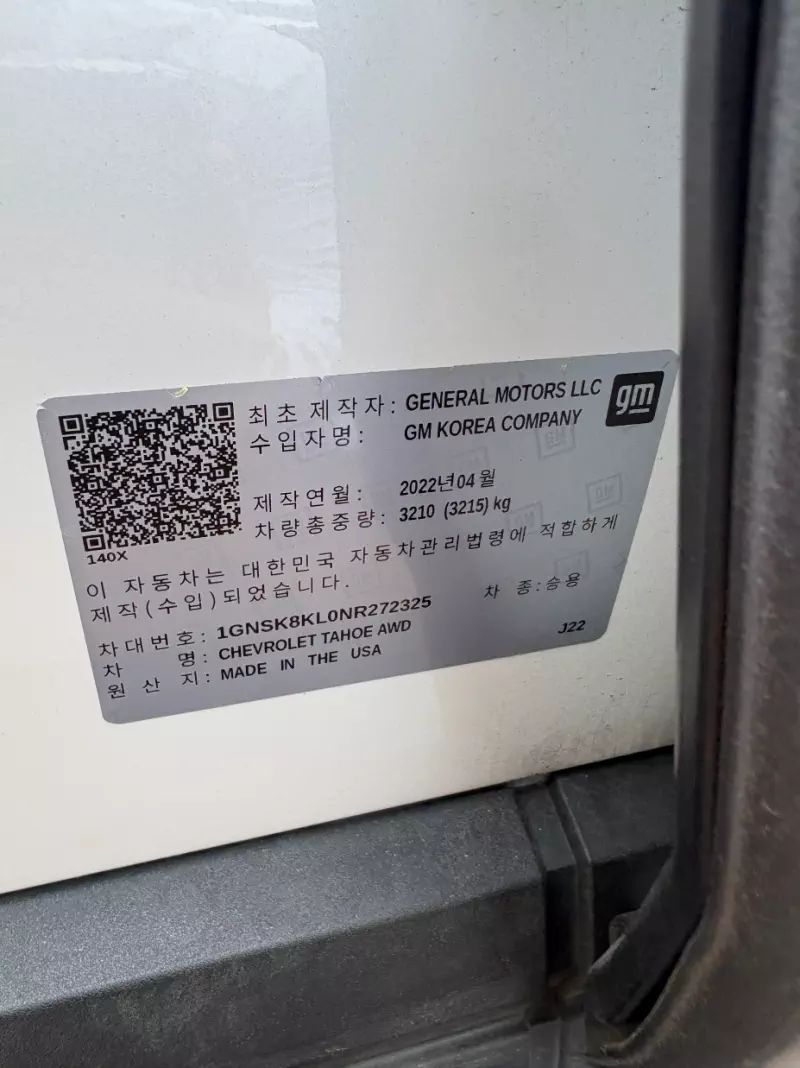 최초 제작자: GENERAL MOTORS LLC
수입자명: GM KOREA COMPANY
gm
제작연월: 2022년04월
차량총중량: 3210 (3215) kg
140X
이 자동차는 대한민국 자동차관리법령에 적합하게
제작(수입)되었습니다.
차대번호: 1GNSK8KL0NR272325
차 종:승용
차 명: CHEVROLET TAHOE AWD
원 산 지: MADE IN THE USA
J22